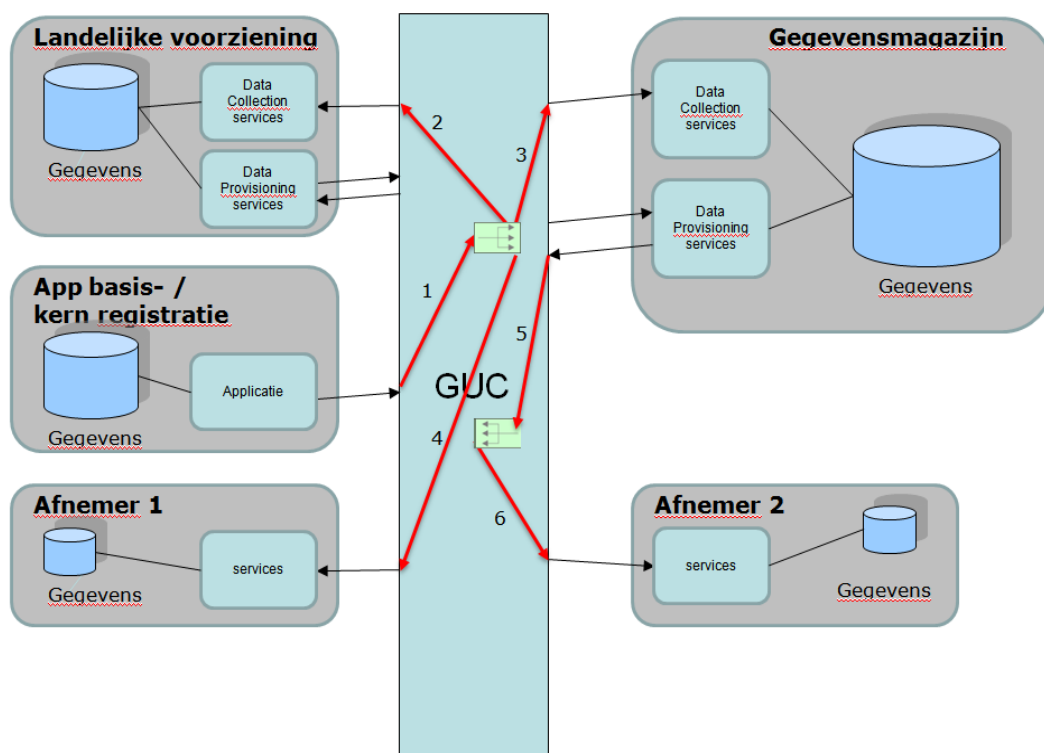 Landelijke voorziening
Data
Collection
services
Data
Provisioning
services
Gegevens
App basis- /
kern registratie
Applicatie
Gegevens
Afnemer 1
services
Gegevens
2
3
1
5
GUC
4
6
Gegevensmagazijn
Data
Collection
services
Data
Provisioning
services
Gegevens
Afnemer 2
services
Gegevens